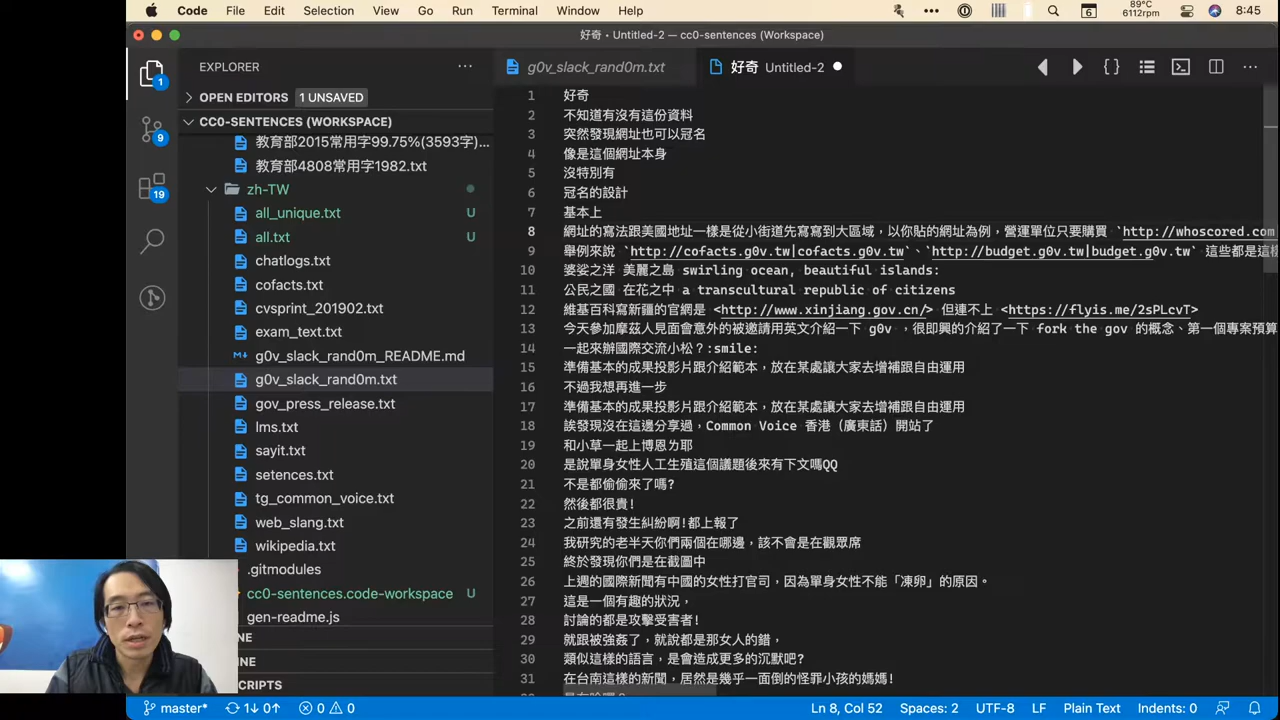 Code File Edit Selection View Go Run Terminal Window Help
6 89°C 6112rpm 8:45
好奇 • Untitled-2 — cc0-sentences (Workspace)
EXPLORER
g0v_slack_rand0m.txt
好奇 Untitled-2
OPEN EDITORS 1 UNSAVED
CC0-SENTENCES (WORKSPACE)
教育部2015常用字99.75%(3593字)...
教育部4808常用字1982.txt
zh-TW
all_unique.txt U
all.txt U
chatlogs.txt
cofacts.txt
cvsprint_201902.txt
exam_text.txt
g0v_slack_rand0m_README.md
g0v_slack_rand0m.txt
gov_press_release.txt
lms.txt
sayit.txt
setences.txt
tg_common_voice.txt
web_slang.txt
wikipedia.txt
.gitmodules
cc0-sentences.code-workspace U
gen-readme.js
NE
INE
CRIPTS
1
9
19
1 好奇
2 不知道有沒有這份資料
3 突然發現網址也可以冠名
4 像是這個網址本身
5 沒特別有
6 冠名的設計
7 基本上
8 網址的寫法跟美國地址一樣是從小街道先寫寫到大區域，以你貼的網址為例，營運單位只要購買 `http://whoscored.com
9 舉例來說 `http://cofacts.g0v.tw|cofacts.g0v.tw`、`http://budget.g0v.tw|budget.g0v.tw` 這些都是這
10 婆娑之洋 美麗之島 swirling ocean, beautiful islands:
11 公民之國 在花之中 a transcultural republic of citizens
12 維基百科寫新疆的官網是 <http://www.xinjiang.gov.cn/> 但連不上 <https://flyis.me/2sPLcvT>
13 今天參加摩茲人見面會意外的被邀請用英文介紹一下 g0v ，很即興的介紹了一下 fork the gov 的概念、第一個專案預算
14 一起來辦國際交流小松？:smile:
15 準備基本的成果投影片跟介紹範本，放在某處讓大家去增補跟自由運用
16 不過我想再進一步
17 準備基本的成果投影片跟介紹範本，放在某處讓大家去增補跟自由運用
18 誒發現沒在這邊分享過，Common Voice 香港（廣東話）開站了
19 和小草一起上博恩ㄉ耶
20 是說單身女性人工生殖這個議題後來有下文嗎QQ
21 不是都偷偷來了嗎?
22 然後都很貴!
23 之前還有發生糾紛啊!都上報了
24 我研究的老半天你們兩個在哪邊，該不會是在觀眾席
25 終於發現你們是在截圖中
26 上週的國際新聞有中國的女性打官司，因為單身女性不能「凍卵」的原因。
27 這是一個有趣的狀況，
28 討論的都是攻擊受害者!
29 就跟被強姦了，就說都是那女人的錯，
30 類似這樣的語言，是會造成更多的沉默吧?
31 在台南這樣的新聞，居然是幾乎一面倒的怪罪小孩的媽媽!
master* 1↓ 0↑ 0 0 Ln 8, Col 52 Spaces: 2 UTF-8 LF Plain Text Indents: 0